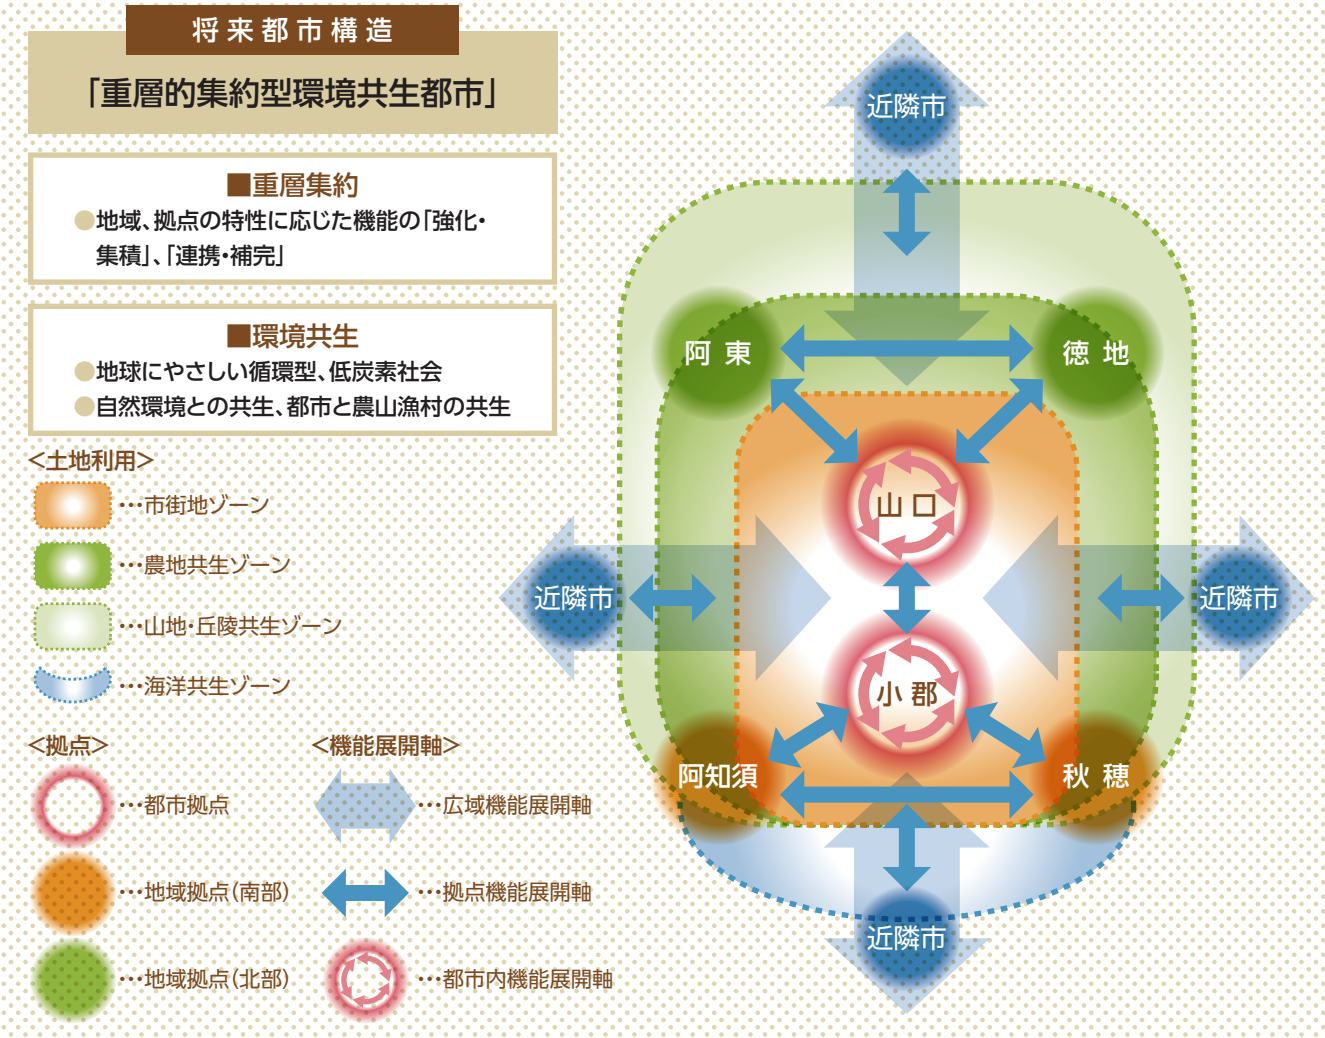 将来都市構造
「重層的集約型環境共生都市」
■重層集約
●地域、拠点の特性に応じた機能の「強化・
集積」、「連携・補完」
■環境共生
●地球にやさしい循環型、低炭素社会
●自然環境との共生、都市と農山漁村の共生
<土地利用>
…市街地ゾーン
…農地共生ゾーン
…山地・丘陵共生ゾーン
…海洋共生ゾーン
<拠点>
…都市拠点
…地域拠点(南部)
…地域拠点(北部)
<機能展開軸>
…広域機能展開軸
…拠点機能展開軸
…都市内機能展開軸
近隣市
阿東
徳地
山口
近隣市
近隣市
小郡
阿知須
秋穂
近隣市